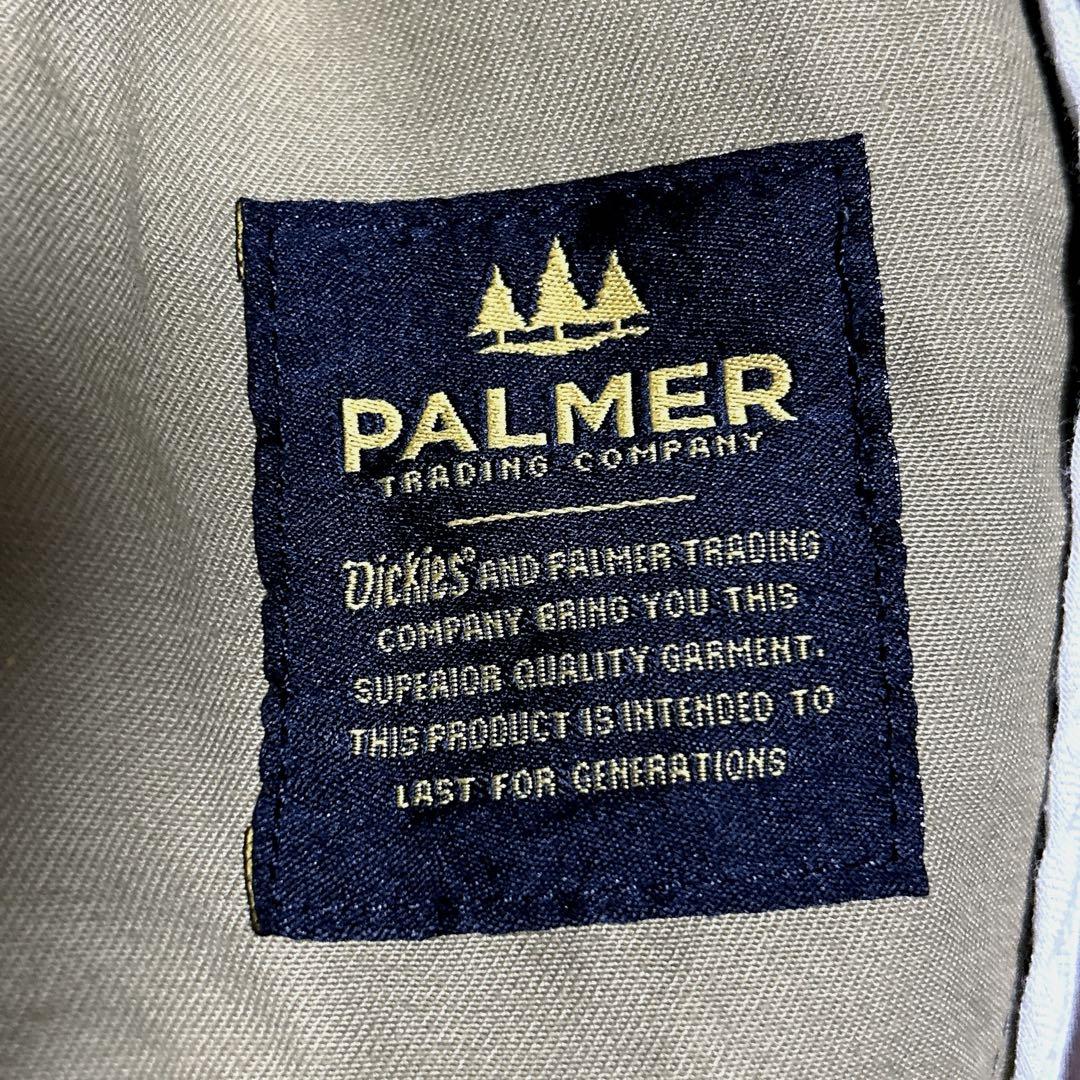 PALMER
TRADING COMPANY
Dickies® AND PALMER TRADING
COMPANY BRING YOU THIS
SUPERIOR QUALITY GARMENT.
THIS PRODUCT IS INTENDED TO
LAST FOR GENERATIONS